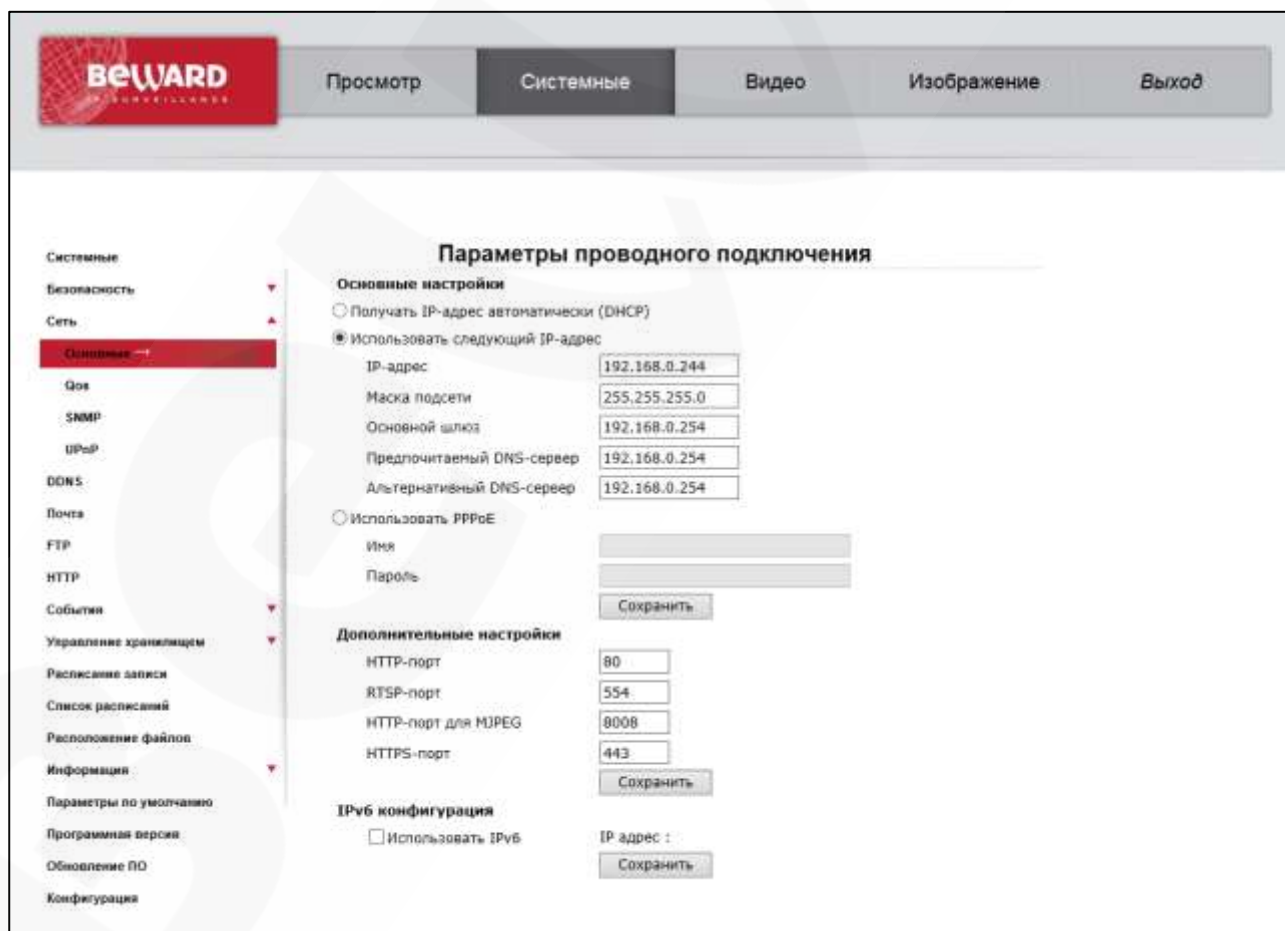 BEWARD
IP SURVEILLANCE
Просмотр
Системные
Видео
Изображение
Выход
Системные
Безопасность
Сеть
Основные →
Qos
SNMP
UPnP
DDNS
Почта
FTP
HTTP
События
Управление хранилищем
Расписание записи
Список расписаний
Расположение файлов
Информация
Параметры по умолчанию
Программная версия
Обновление ПО
Конфигурация
Параметры проводного подключения
Основные настройки
Получать IP-адрес автоматически (DHCP)
Использовать следующий IP-адрес
IP-адрес 192.168.0.244
Маска подсети 255.255.255.0
Основной шлюз 192.168.0.254
Предпочитаемый DNS-сервер 192.168.0.254
Альтернативный DNS-сервер 192.168.0.254
Использовать PPPoE
Имя
Пароль
Сохранить
Дополнительные настройки
HTTP-порт 80
RTSP-порт 554
HTTP-порт для MJPEG 8008
HTTPS-порт 443
Сохранить
IPv6 конфигурация
Использовать IPv6 IP адрес :
Сохранить